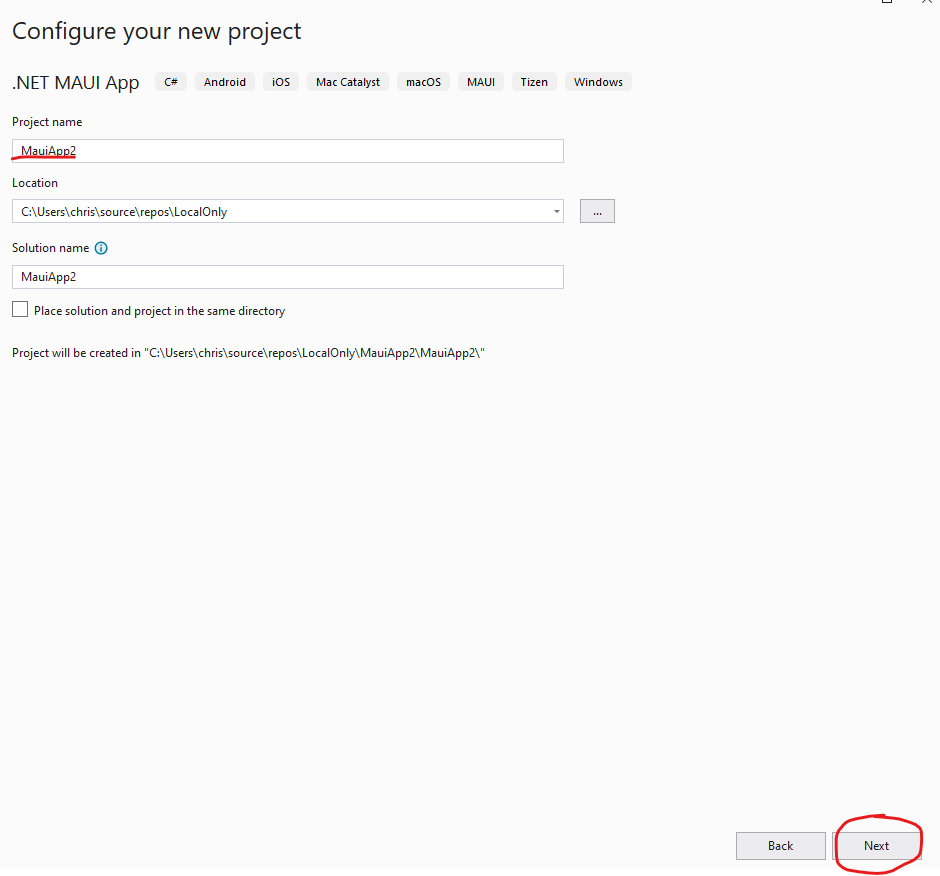 Configure your new project
.NET MAUI App C# Android iOS Mac Catalyst macOS MAUI Tizen Windows
Project name
MauiApp2
Location
C:\Users\chris\source\repos\LocalOnly ...
Solution name
MauiApp2
Place solution and project in the same directory
Project will be created in "C:\Users\chris\source\repos\LocalOnly\MauiApp2\MauiApp2\"
Back Next